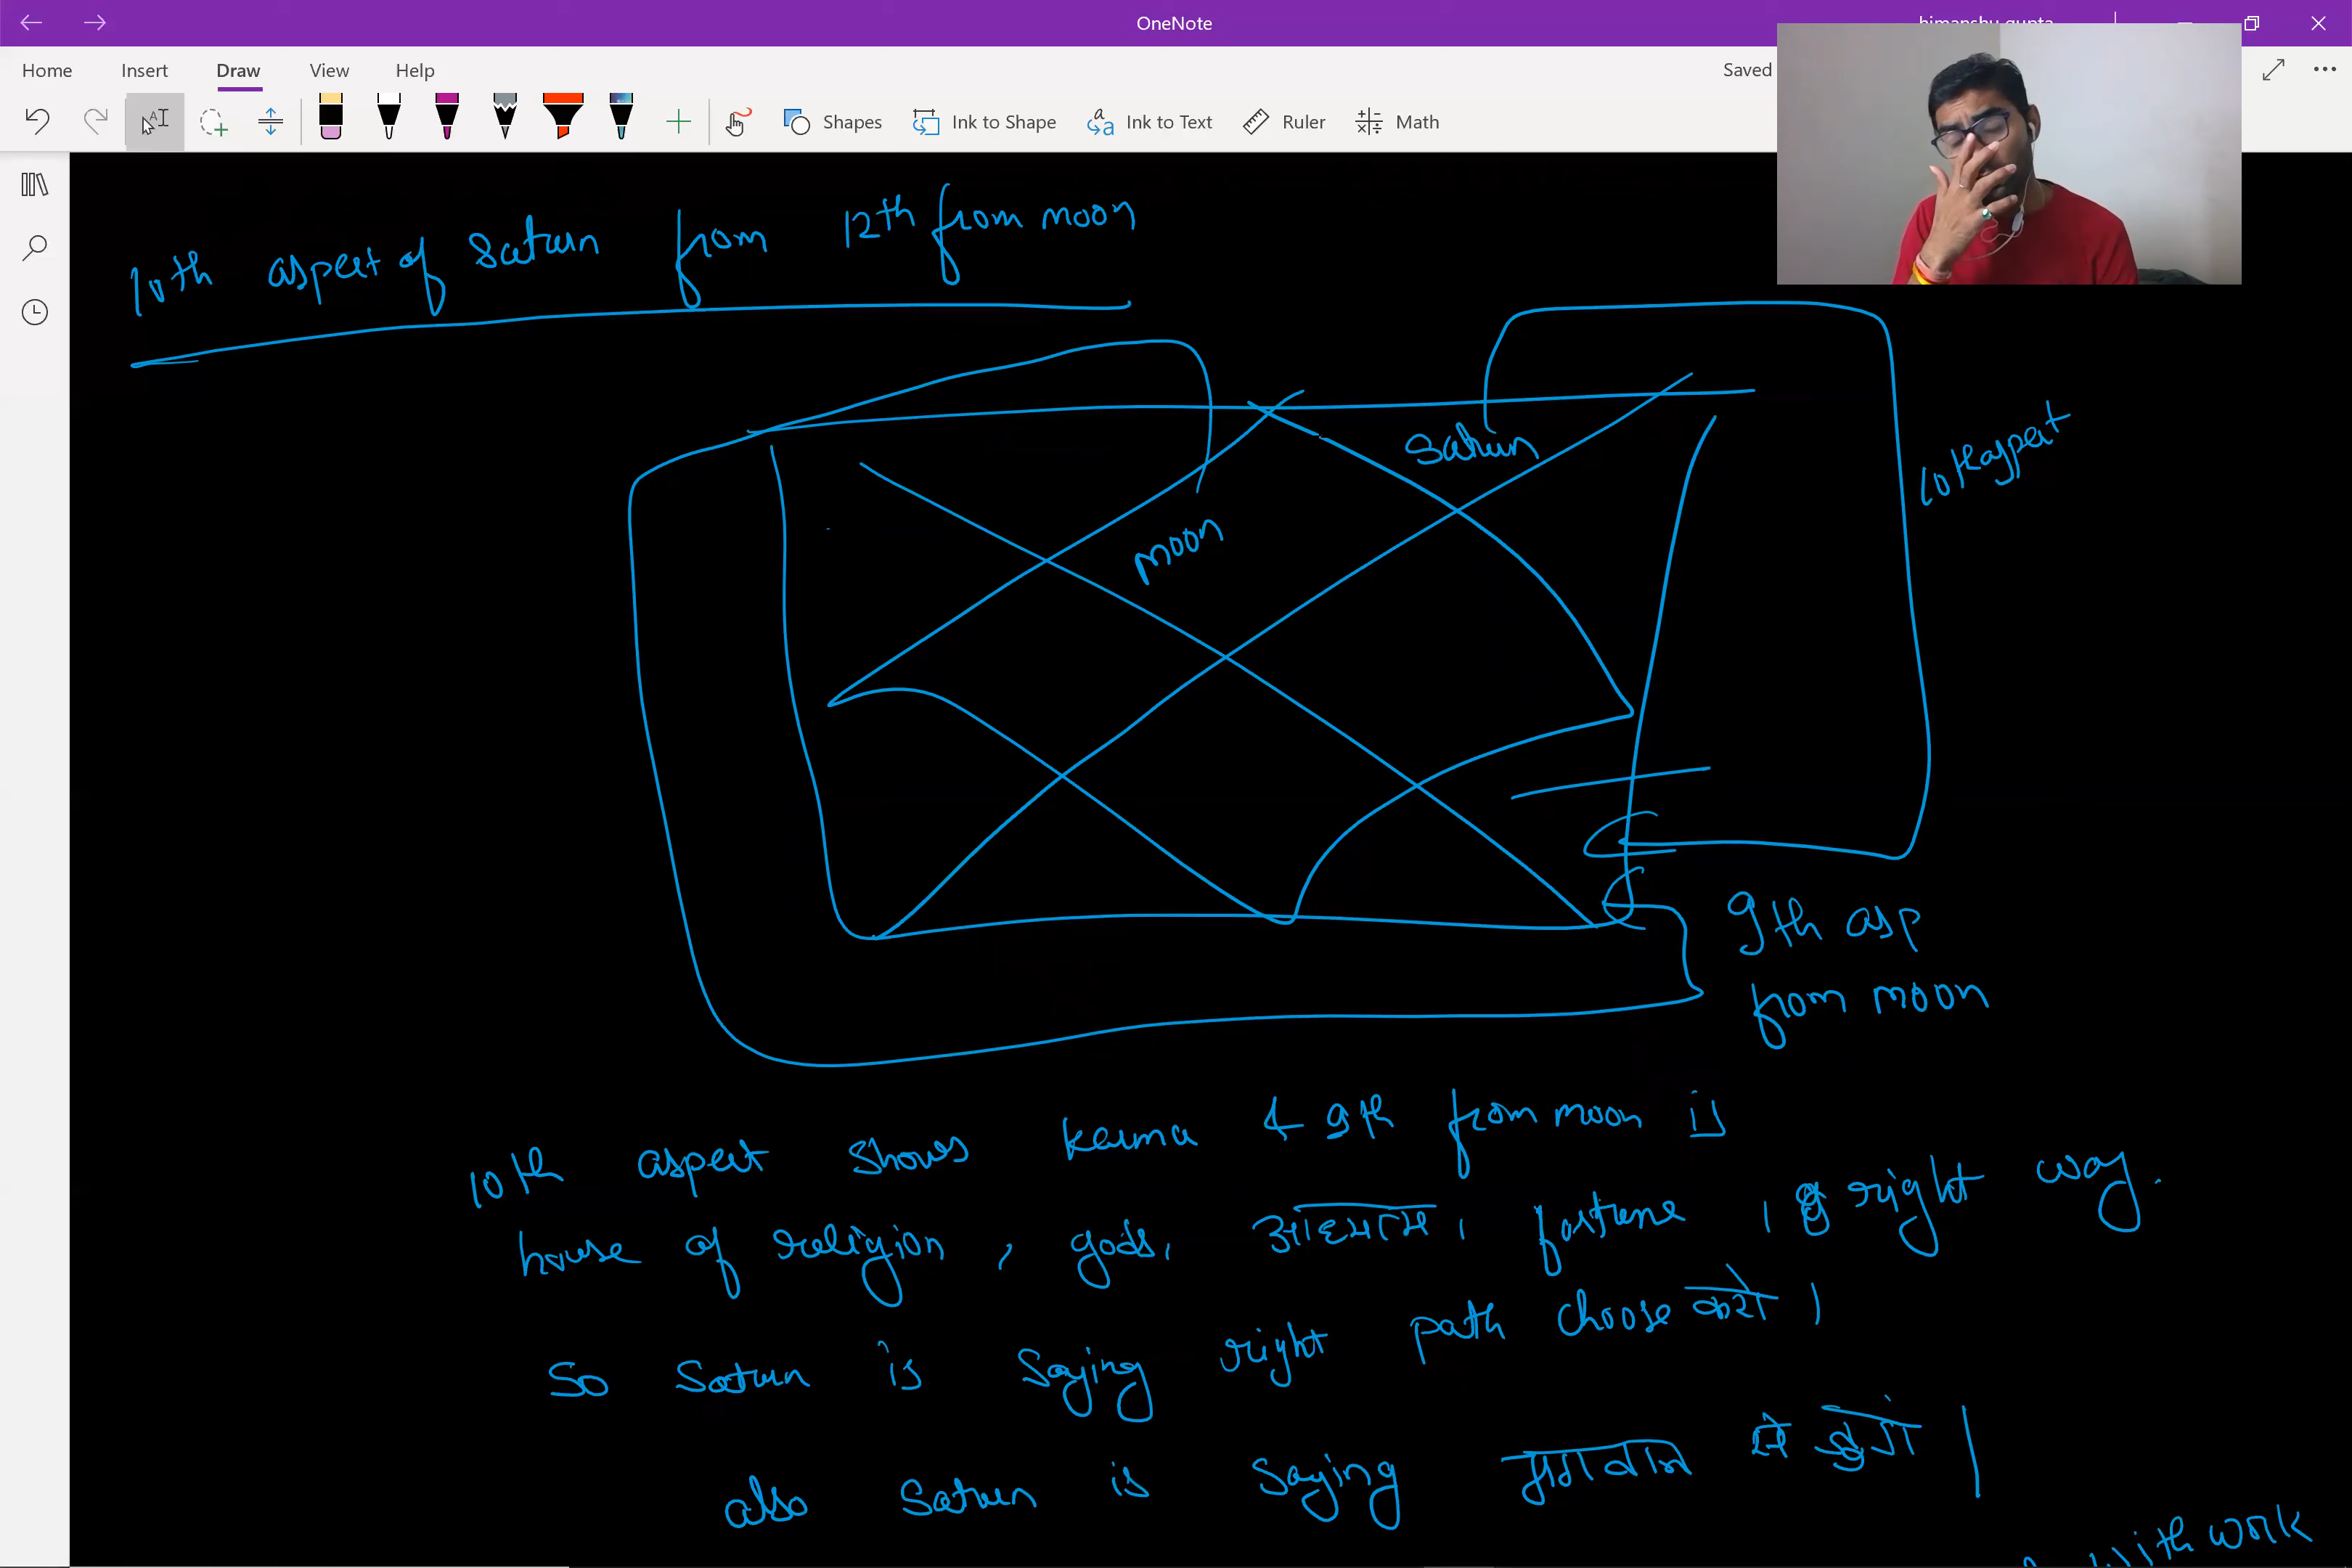 OneNote
himanshu gupta
Home Insert Draw View Help
Saved
Shapes Ink to Shape Ink to Text Ruler Math
10th aspect of Saturn from 12th from moon
Saturn
10th aspect
moon
9th asp
from moon
10th aspect shows karma & 9th from moon is
house of religion, gods, fortune, right way.
So Saturn is saying right path choose करो।
also Saturn is saying भगवान से जुड़ो।
with work